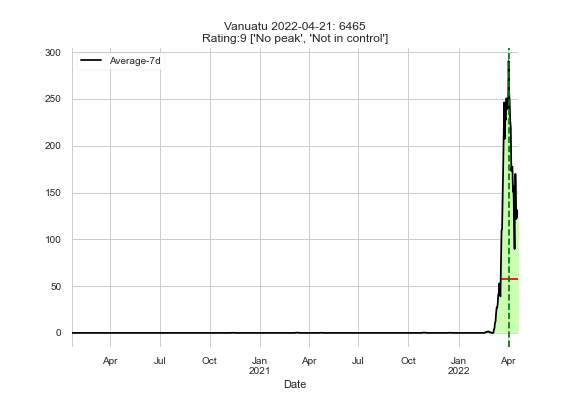 Vanuatu 2022-04-21: 6465
Rating:9 ['No peak', 'Not in control']
Average-7d
300
250
200
150
100
50
0
Apr Jul Oct Jan Apr Jul Oct Jan Apr
2021 2022
Date